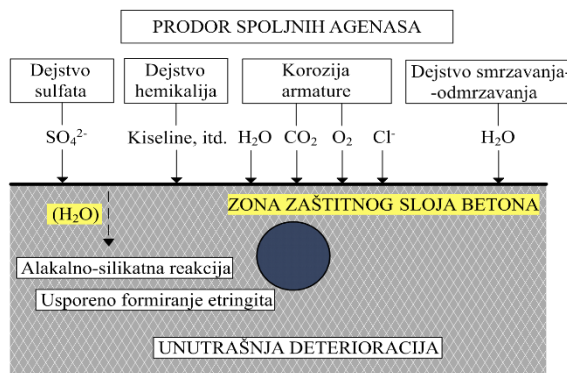 PRODOR SPOLJNIH AGENASA
Dejstvo
sulfata
Dejstvo
hemikalija
Korozija
armature
Dejstvo smrzavanja-
-odmrzavanja
SO₄²⁻
Kiseline, itd.
H₂O
CO₂
O₂
Cl⁻
H₂O
(H₂O)
ZONA ZAŠTITNOG SLOJA BETONA
Alakalno-silikatna reakcija
Usporeno formiranje etringita
UNUTRAŠNJA DETERIORACIJA